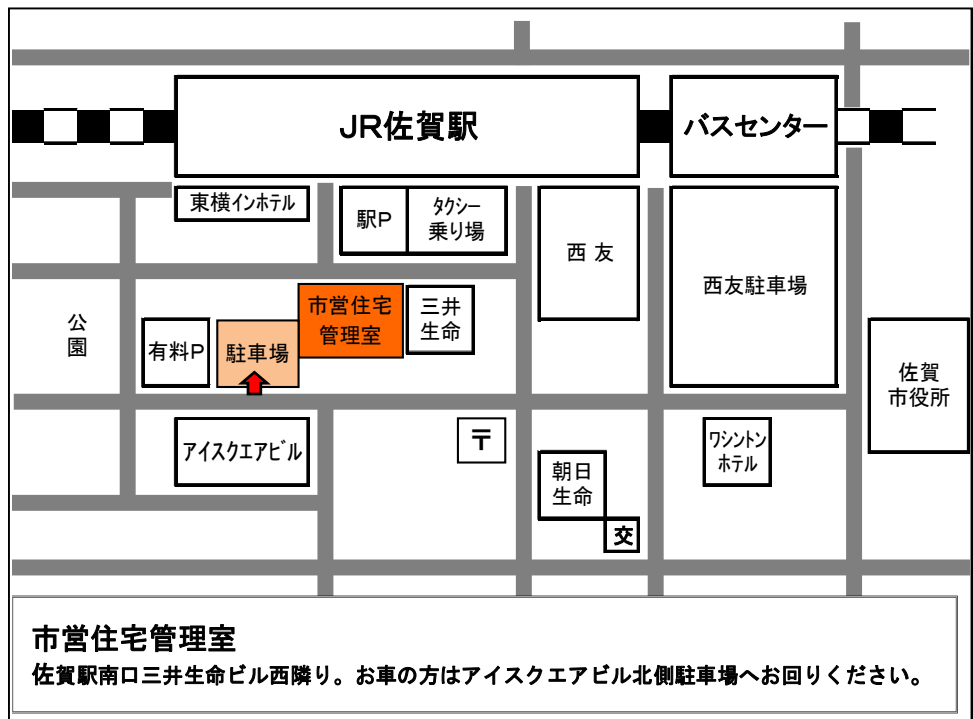 JR佐賀駅
バスセンター
東横インホテル
駅P
タクシー
乗り場
西友
西友駐車場
公
園
有料P
駐車場
市営住宅
管理室
三井
生命
佐賀
市役所
アイスクエアビル
〒
朝日
生命
交
ワシントン
ホテル
市営住宅管理室
佐賀駅南口三井生命ビル西隣り。お車の方はアイスクエアビル北側駐車場へお回りください。